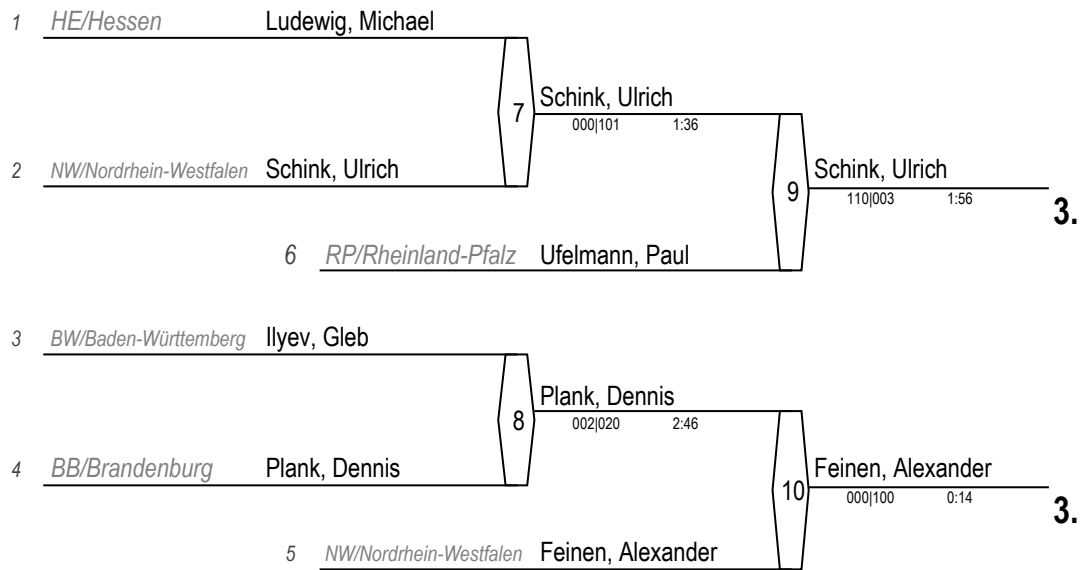 1 HE/Hessen Ludewig, Michael
7 Schink, Ulrich
000|101 1:36
2 NW/Nordrhein-Westfalen Schink, Ulrich
9 Schink, Ulrich
110|003 1:56
3.
6 RP/Rheinland-Pfalz Ufelmann, Paul
3 BW/Baden-Württemberg Ilyev, Gleb
8 Plank, Dennis
002|020 2:46
4 BB/Brandenburg Plank, Dennis
10 Feinen, Alexander
000|100 0:14
3.
5 NW/Nordrhein-Westfalen Feinen, Alexander